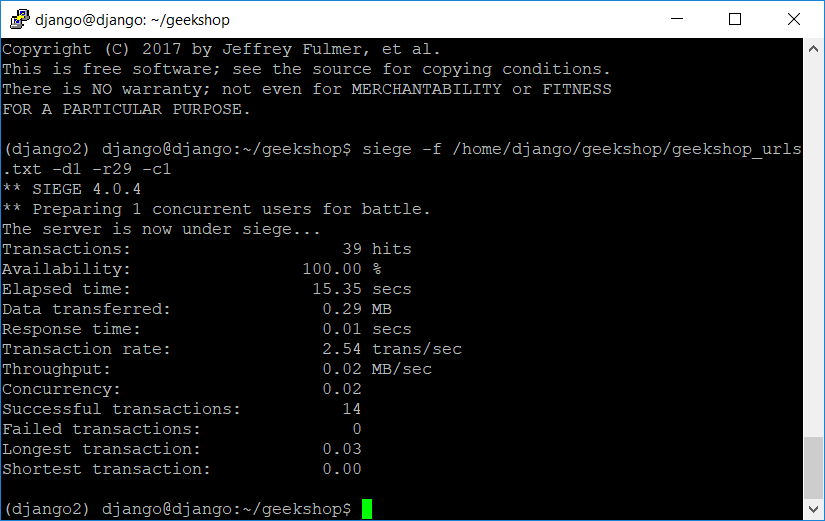 django@django: ~/geekshop
Copyright (C) 2017 by Jeffrey Fulmer, et al.
This is free software; see the source for copying conditions.
There is NO warranty; not even for MERCHANTABILITY or FITNESS
FOR A PARTICULAR PURPOSE.
(django2) django@django:~/geekshop$ siege -f /home/django/geekshop/geekshop_urls
.txt -d1 -r29 -c1
** SIEGE 4.0.4
** Preparing 1 concurrent users for battle.
The server is now under siege...
Transactions: 39 hits
Availability: 100.00 %
Elapsed time: 15.35 secs
Data transferred: 0.29 MB
Response time: 0.01 secs
Transaction rate: 2.54 trans/sec
Throughput: 0.02 MB/sec
Concurrency: 0.02
Successful transactions: 14
Failed transactions: 0
Longest transaction: 0.03
Shortest transaction: 0.00
(django2) django@django:~/geekshop$